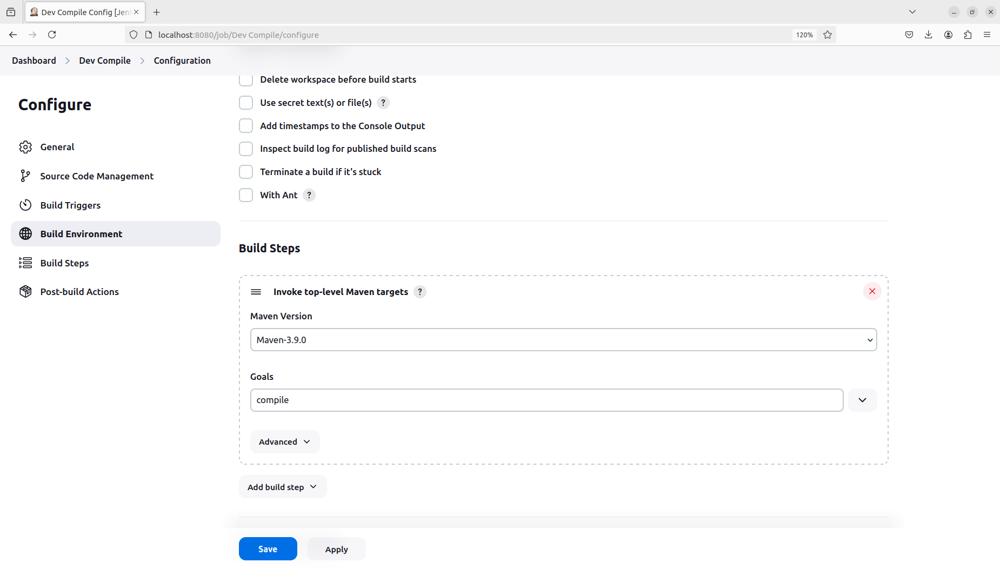 Dev Compile Config [Jen
localhost:8080/job/Dev Compile/configure
120%
Dashboard
Dev Compile
Configuration
Configure
General
Source Code Management
Build Triggers
Build Environment
Build Steps
Post-build Actions
Delete workspace before build starts
Use secret text(s) or file(s) ?
Add timestamps to the Console Output
Inspect build log for published build scans
Terminate a build if it's stuck
With Ant ?
Build Steps
Invoke top-level Maven targets ?
Maven Version
Maven-3.9.0
Goals
compile
Advanced
Add build step
Save
Apply